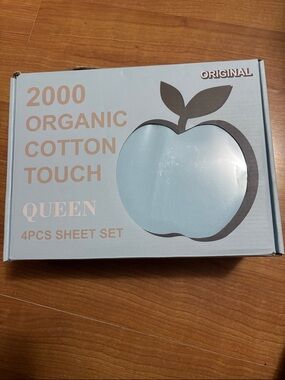 ORIGINAL
2000
ORGANIC
COTTON
TOUCH
QUEEN
4PCS SHEET SET